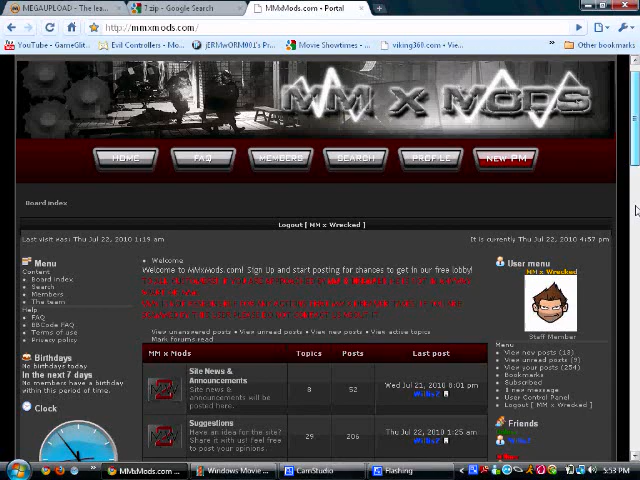 MEGAUPLOAD - The lea...
7 zip - Google Search
MMxMods.com - Portal
http://mmxmods.com/
YouTube - GameGlit...
Evil Controllers - Mo...
jERMwORM001's Pr...
Movie Showtimes - ...
viking360.com • Vie...
Other bookmarks
MM X MODS
HOME
FAQ
MEMBERS
SEARCH
PROFILE
NEW PM
Board index
Logout [ MM x Wrecked ]
Last visit was: Thu Jul 22, 2010 1:19 am
It is currently Thu Jul 22, 2010 4:57 pm
Menu
Content
Board index
Search
Members
The team
Help
FAQ
BBCode FAQ
Terms of use
Privacy policy
Birthdays
No birthdays today
In the next 7 days
No members have a birthday
within this period of time.
Clock
Welcome
Welcome to MMxMods.com! Sign Up and start posting for chances to get in our free lobby!
View unanswered posts • View unread posts • View new posts • View active topics
Mark forums read
MM x Mods
Topics
Posts
Last post
Site News &
Announcements
Site news &
announcements will be
posted here.
8
52
Wed Jul 21, 2010 8:01 pm
Suggestions
Have an idea for the site?
Share it with us! feel free
to post your opinions.
29
206
Thu Jul 22, 2010 1:25 am
User menu
MM x Wrecked
Staff Member
Menu
View new posts (13)
View unread posts (9)
View your posts (254)
Bookmarks
Subscribed
1 new message
User Control Panel
Logout [ MM x Wrecked ]
Friends
MMxMods.com ...
Windows Movie ...
CamStudio
Flashing
5:53 PM